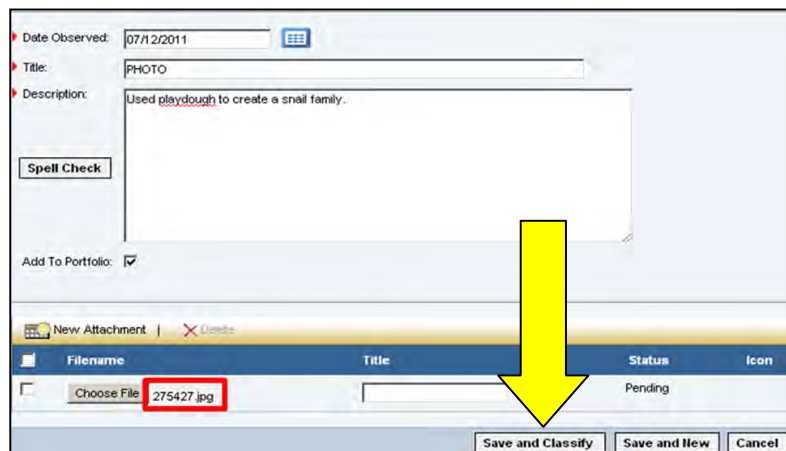 Date Observed: 07/12/2011
Title: PHOTO
Description: Used playdough to create a snail family.
Spell Check
Add To Portfolio:
New Attachment | Delete
Filename Title Status Icon
Choose File 275427.jpg Pending
Save and Classify Save and New Cancel